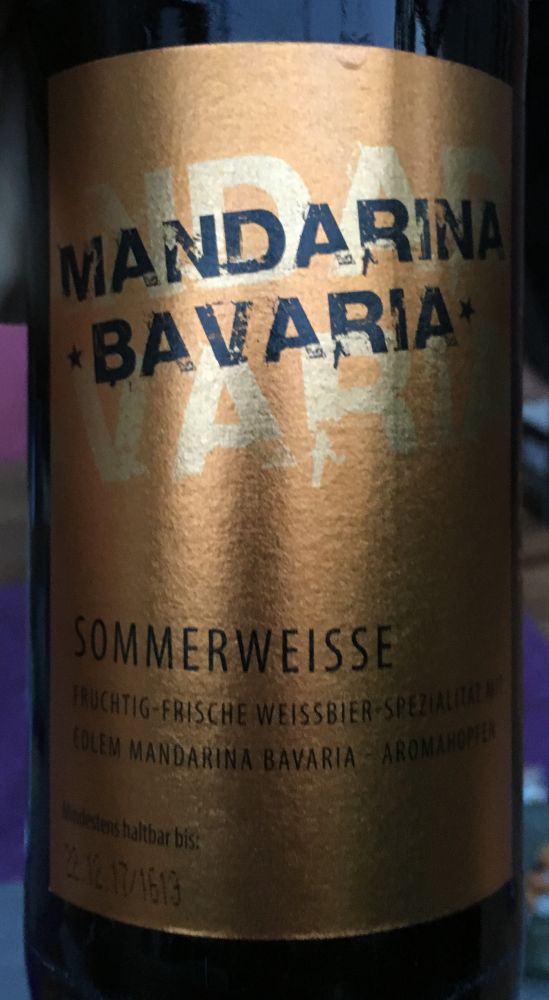 MANDARINA
BAVARIA
SOMMERWEISSE
FRUCHTIG-FRISCHE WEISSBIER-SPEZIALITÄT MIT
EDLEM MANDARINA BAVARIA - AROMAHOPFEN
Mindestens haltbar bis:
22.12.17/1613